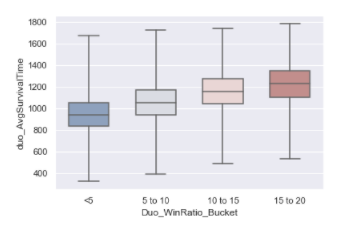 1800
1600
1400
1200
1000
800
600
400
duo_AvgSurvivalTime
<5
5 to 10
10 to 15
15 to 20
Duo_WinRatio_Bucket